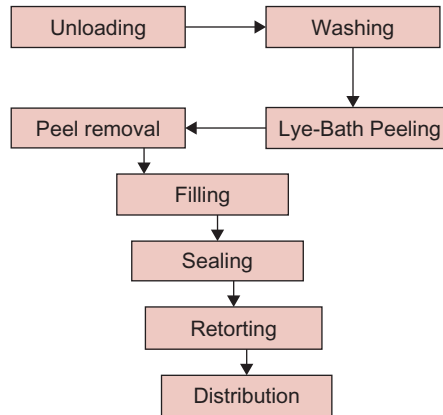 Unloading
Washing
Lye-Bath Peeling
Peel removal
Filling
Sealing
Retorting
Distribution